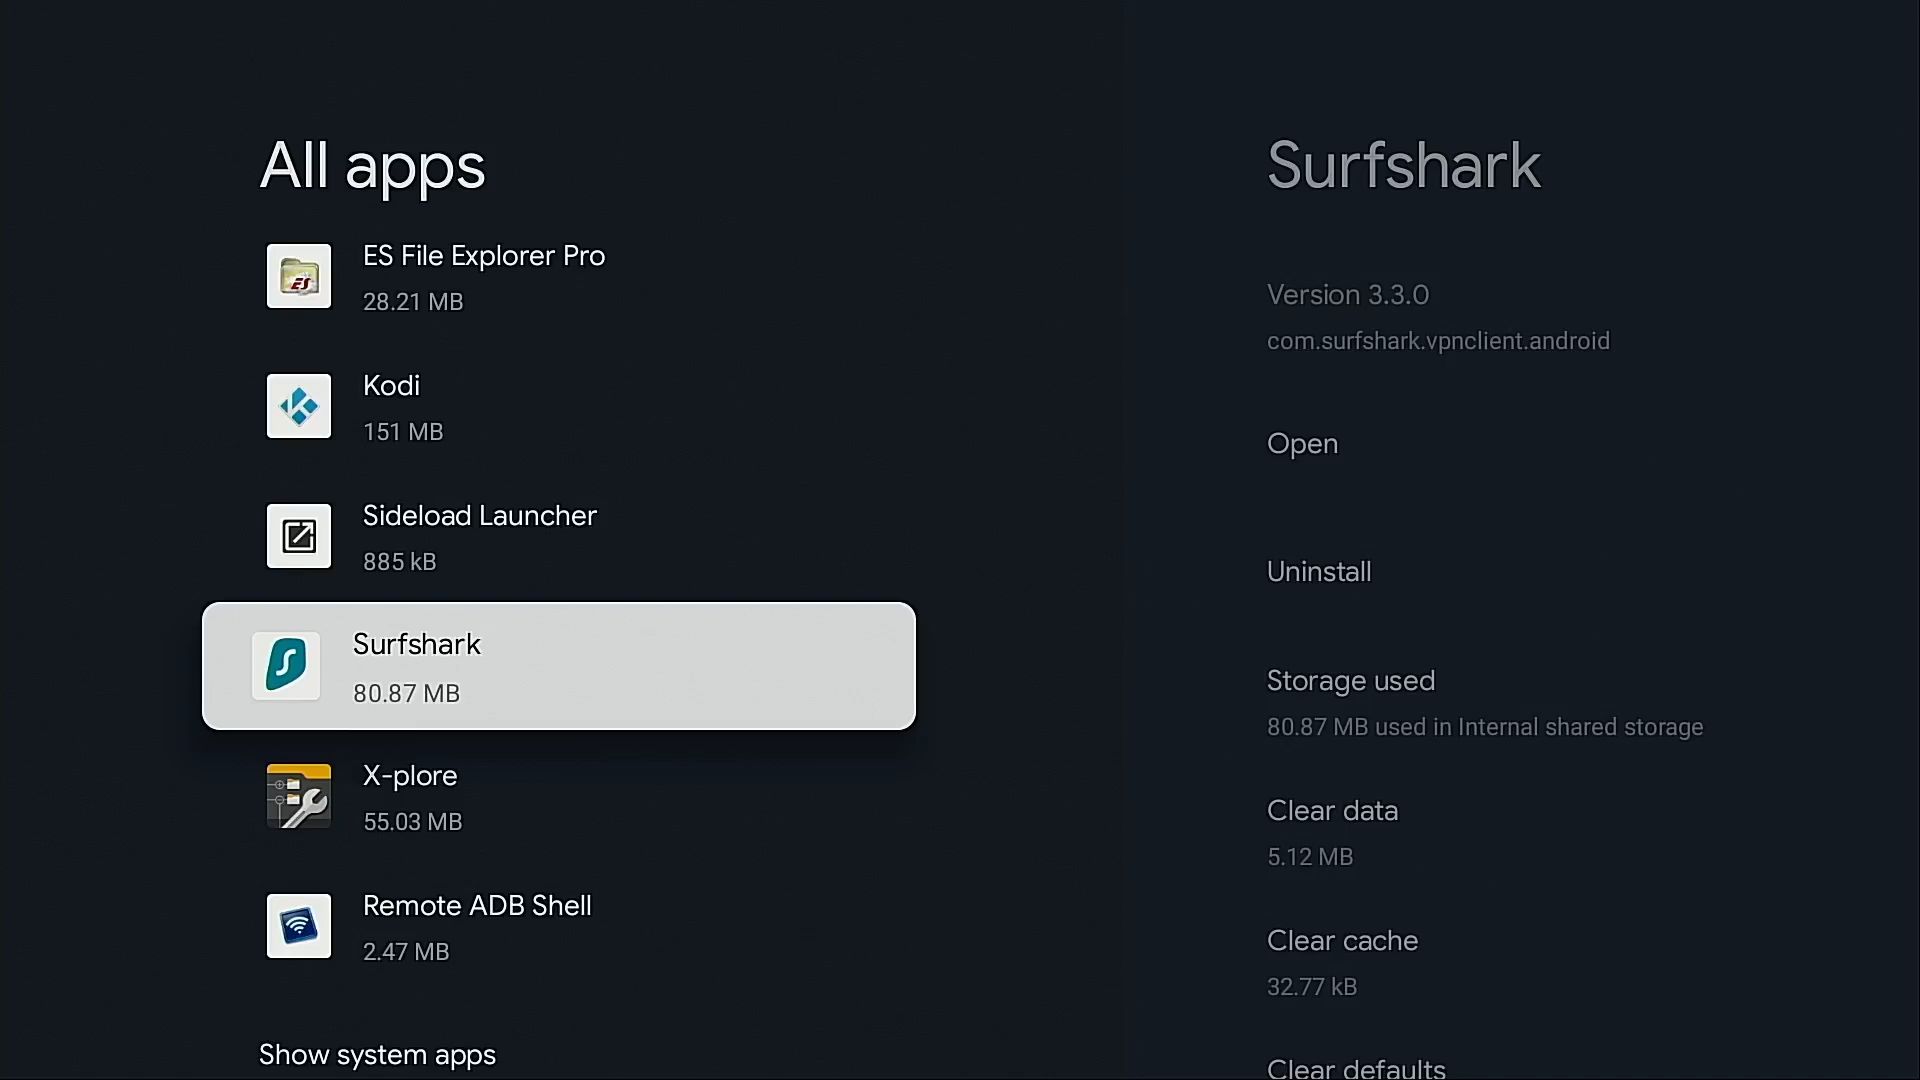 All apps
ES File Explorer Pro
28.21 MB
Kodi
151 MB
Sideload Launcher
885 kB
Surfshark
80.87 MB
X-plore
55.03 MB
Remote ADB Shell
2.47 MB
Show system apps
Surfshark
Version 3.3.0
com.surfshark.vpnclient.android
Open
Uninstall
Storage used
80.87 MB used in Internal shared storage
Clear data
5.12 MB
Clear cache
32.77 kB
Clear defaults